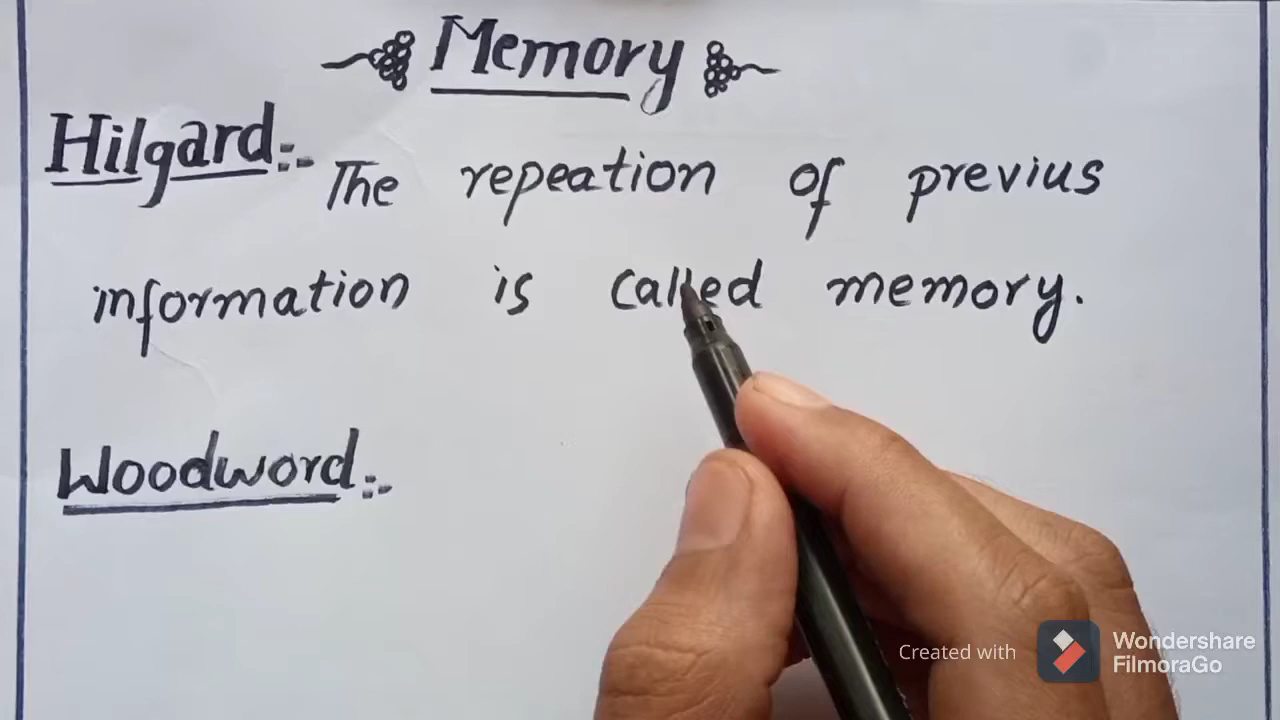 Memory
Hilgard:- The repeation of previus
information is called memory.
Woodword:-
Created with Wondershare
FilmoraGo